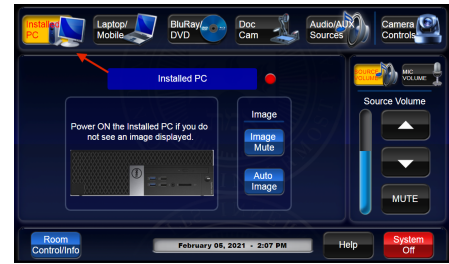 Installed
PC
Laptop/
Mobile
BluRay/
DVD
Doc
Cam
Audio/AUX
Sources
Camera
Controls
Installed PC
SOURCE
VOLUME
MIC
VOLUME
Source Volume
Power ON the Installed PC if you do
not see an image displayed.
Image
Image
Mute
Auto
Image
MUTE
Room
Control/Info
February 05, 2021 - 2:07 PM
Help
System
Off